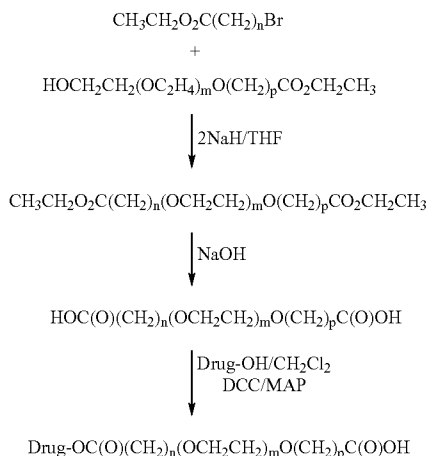 CH₃CH₂O₂C(CH₂)ₙBr
+
HOCH₂CH₂(OC₂H₄)ₘO(CH₂)ₚCO₂CH₂CH₃
2NaH/THF
CH₃CH₂O₂C(CH₂)ₙ(OCH₂CH₂)ₘO(CH₂)ₚCO₂CH₂CH₃
NaOH
HOC(O)(CH₂)ₙ(OCH₂CH₂)ₘO(CH₂)ₚC(O)OH
Drug-OH/CH₂Cl₂
DCC/MAP
Drug-OC(O)(CH₂)ₙ(OCH₂CH₂)ₘO(CH₂)ₚC(O)OH